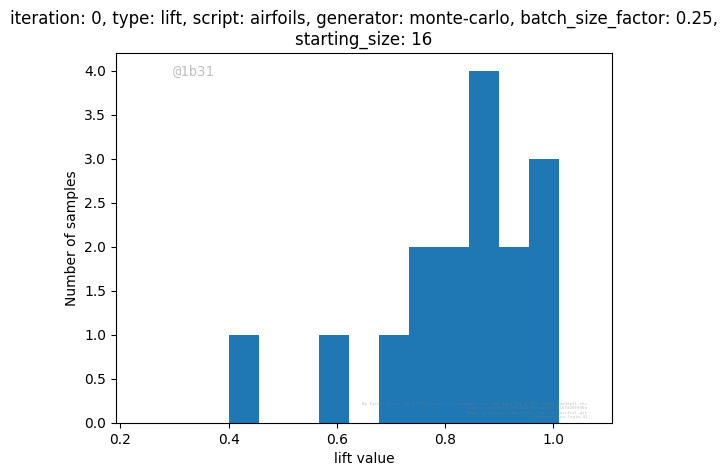 iteration: 0, type: lift, script: airfoils, generator: monte-carlo, batch_size_factor: 0.25,
starting_size: 16
@1b31
4.0
3.5
3.0
2.5
2.0
1.5
1.0
0.5
0.0
Number of samples
0.2 0.4 0.6 0.8 1.0
lift value